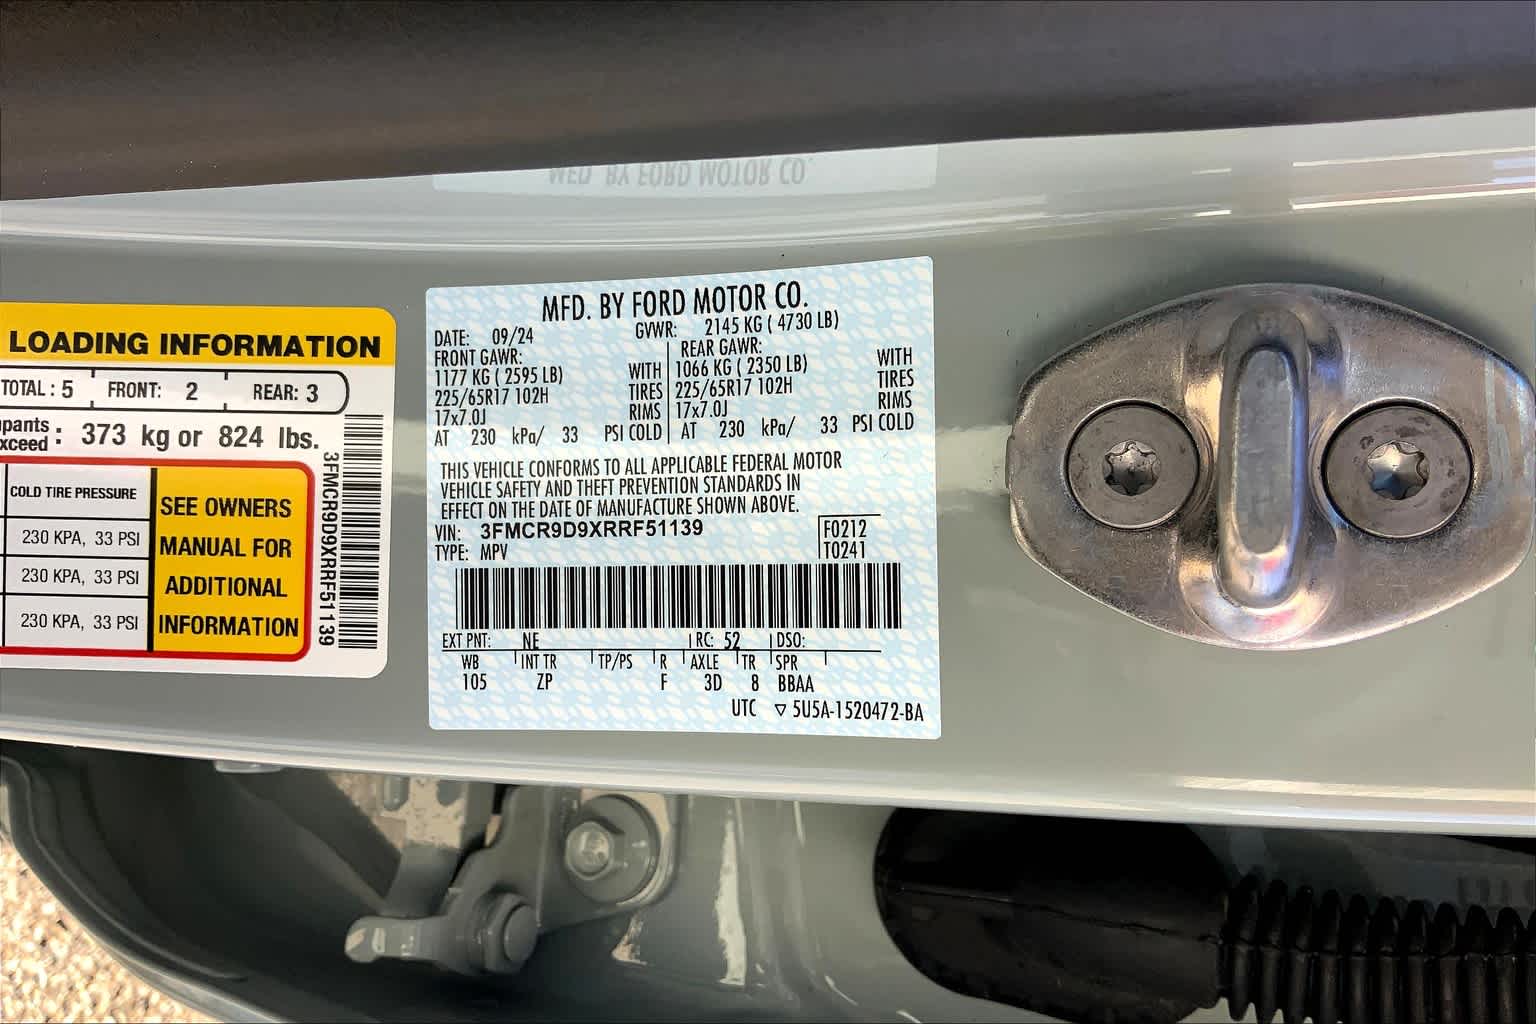 LOADING INFORMATION
TOTAL : 5 FRONT: 2 REAR: 3
xceed : 373 kg or 824 lbs.
COLD TIRE PRESSURE
230 KPA, 33 PSI
230 KPA, 33 PSI
230 KPA, 33 PSI
SEE OWNERS
MANUAL FOR
ADDITIONAL
INFORMATION
3FMCR9D9XRRF51139
MFD. BY FORD MOTOR CO.
MFD. BY FORD MOTOR CO.
DATE: 09/24 GVWR: 2145 KG ( 4730 LB)
FRONT GAWR: REAR GAWR:
1177 KG ( 2595 LB) WITH 1066 KG ( 2350 LB) WITH
225/65R17 102H TIRES 225/65R17 102H TIRES
17x7.0J RIMS 17x7.0J RIMS
AT 230 kPa/ 33 PSI COLD AT 230 kPa/ 33 PSI COLD
THIS VEHICLE CONFORMS TO ALL APPLICABLE FEDERAL MOTOR
VEHICLE SAFETY AND THEFT PREVENTION STANDARDS IN
EFFECT ON THE DATE OF MANUFACTURE SHOWN ABOVE.
VIN: 3FMCR9D9XRRF51139 F0212
TYPE: MPV T0241
EXT PNT: NE RC: 52 DSO:
WB INT TR TP/PS R AXLE TR SPR
105 ZP F 3D 8 BBAA
UTC ▽ 5U5A-1520472-BA